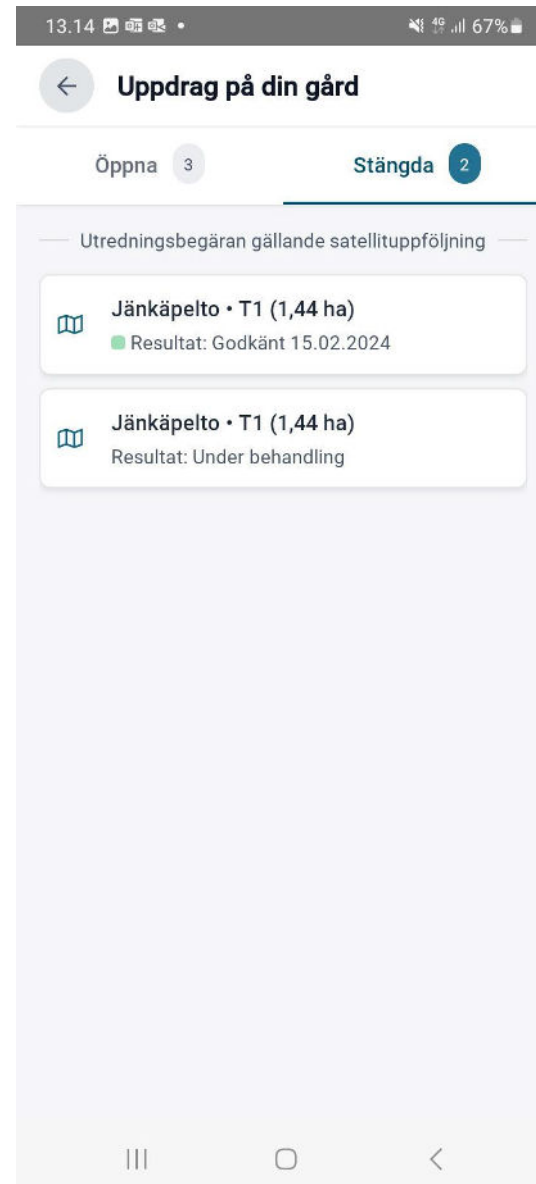 13.14 • 4G 67%
Uppdrag på din gård
Öppna 3 Stängda 2
Utredningsbegäran gällande satellituppföljning
Jänkäpelto • T1 (1,44 ha)
Resultat: Godkänt 15.02.2024
Jänkäpelto • T1 (1,44 ha)
Resultat: Under behandling